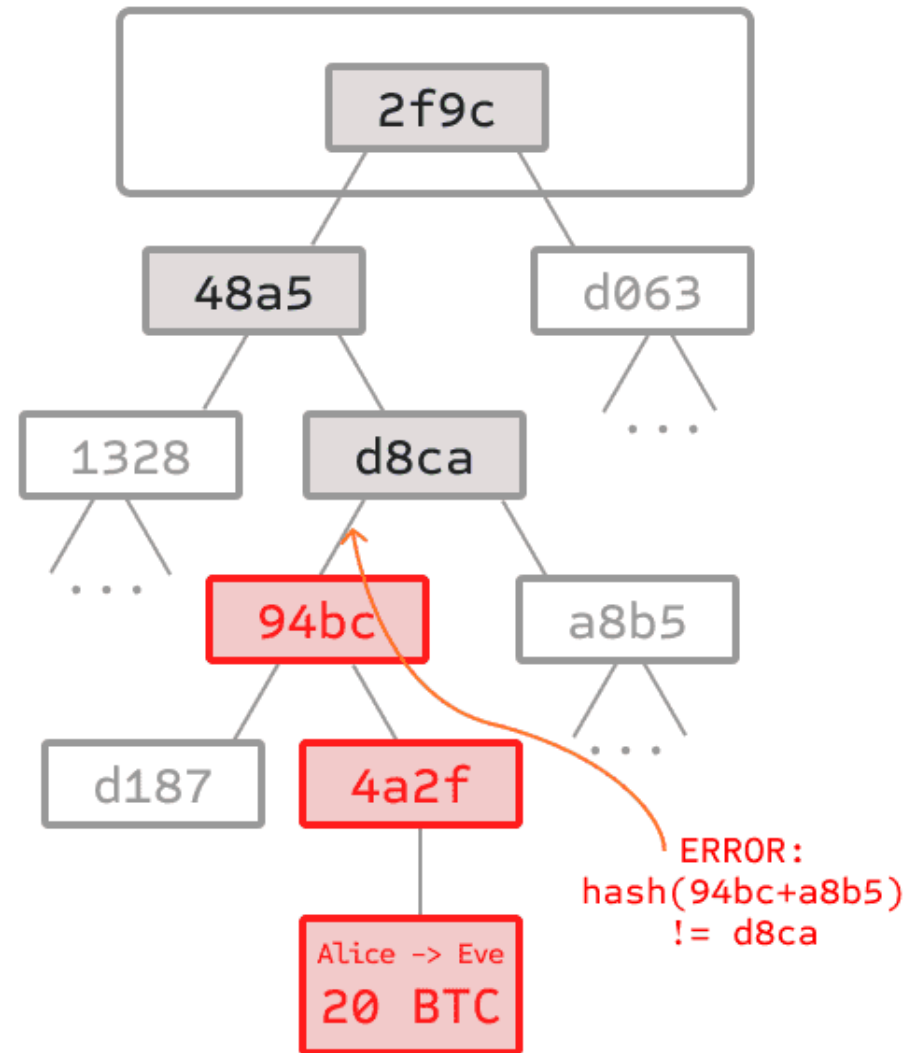 2f9c
48a5
d063
...
1328
d8ca
...
94bc
a8b5
...
d187
4a2f
ERROR:
hash(94bc+a8b5)
!= d8ca
Alice -> Eve
20 BTC